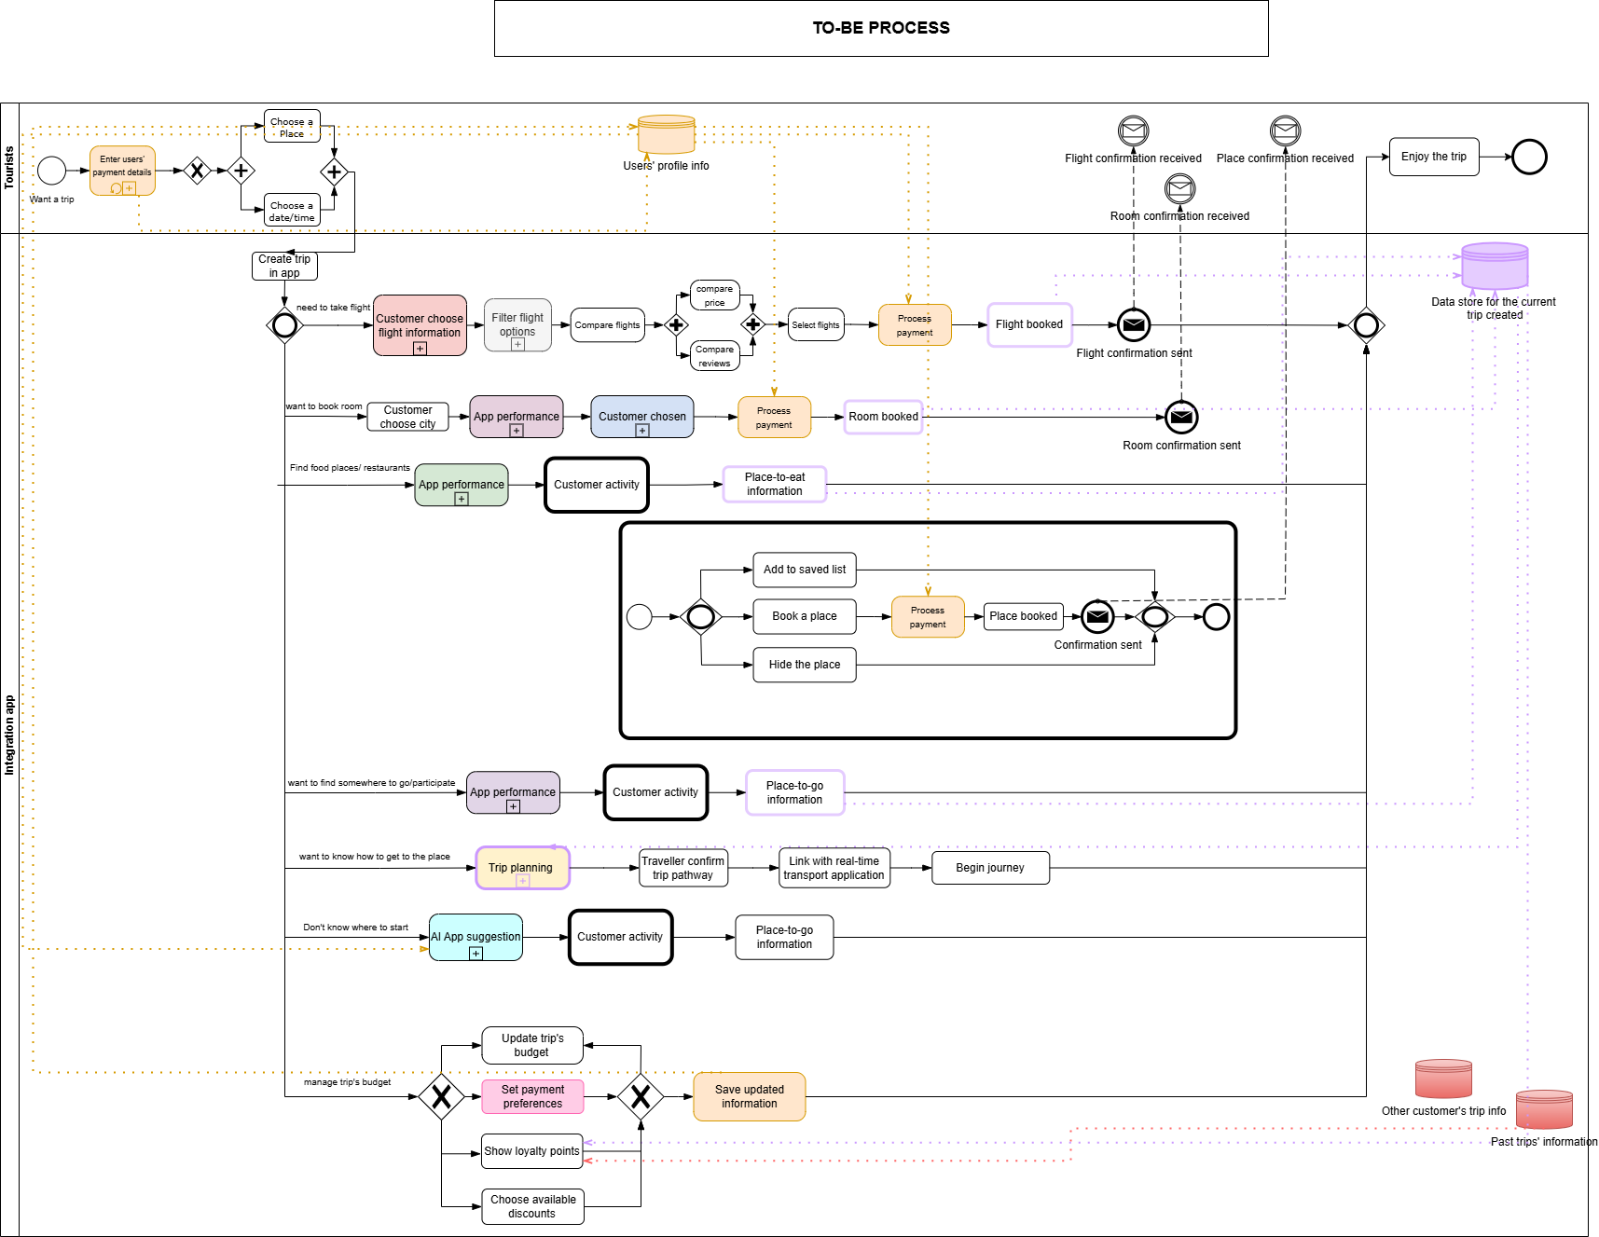 TO-BE PROCESS
Tourists
Want a trip
Enter users'
payment details
Choose a
Place
Choose a
date/time
Users' profile info
Flight confirmation received
Room confirmation received
Place confirmation received
Enjoy the trip
Integration app
Create trip
in app
need to take flight
Customer choose
flight information
Filter flight
options
Compare flights
compare
price
Compare
reviews
Select flights
Process
payment
Flight booked
Flight confirmation sent
Data store for the current
trip created
want to book room
Customer
choose city
App performance
Customer chosen
Process
payment
Room booked
Room confirmation sent
Find food places/ restaurants
App performance
Customer activity
Place-to-eat
information
Add to saved list
Book a place
Process
payment
Place booked
Confirmation sent
Hide the place
want to find somewhere to go/participate
App performance
Customer activity
Place-to-go
information
want to know how to get to the place
Trip planning
Traveller confirm
trip pathway
Link with real-time
transport application
Begin journey
Don't know where to start
AI App suggestion
Customer activity
Place-to-go
information
manage trip's budget
Update trip's
budget
Set payment
preferences
Show loyalty points
Choose available
discounts
Save updated
information
Other customer's trip info
Past trips' information